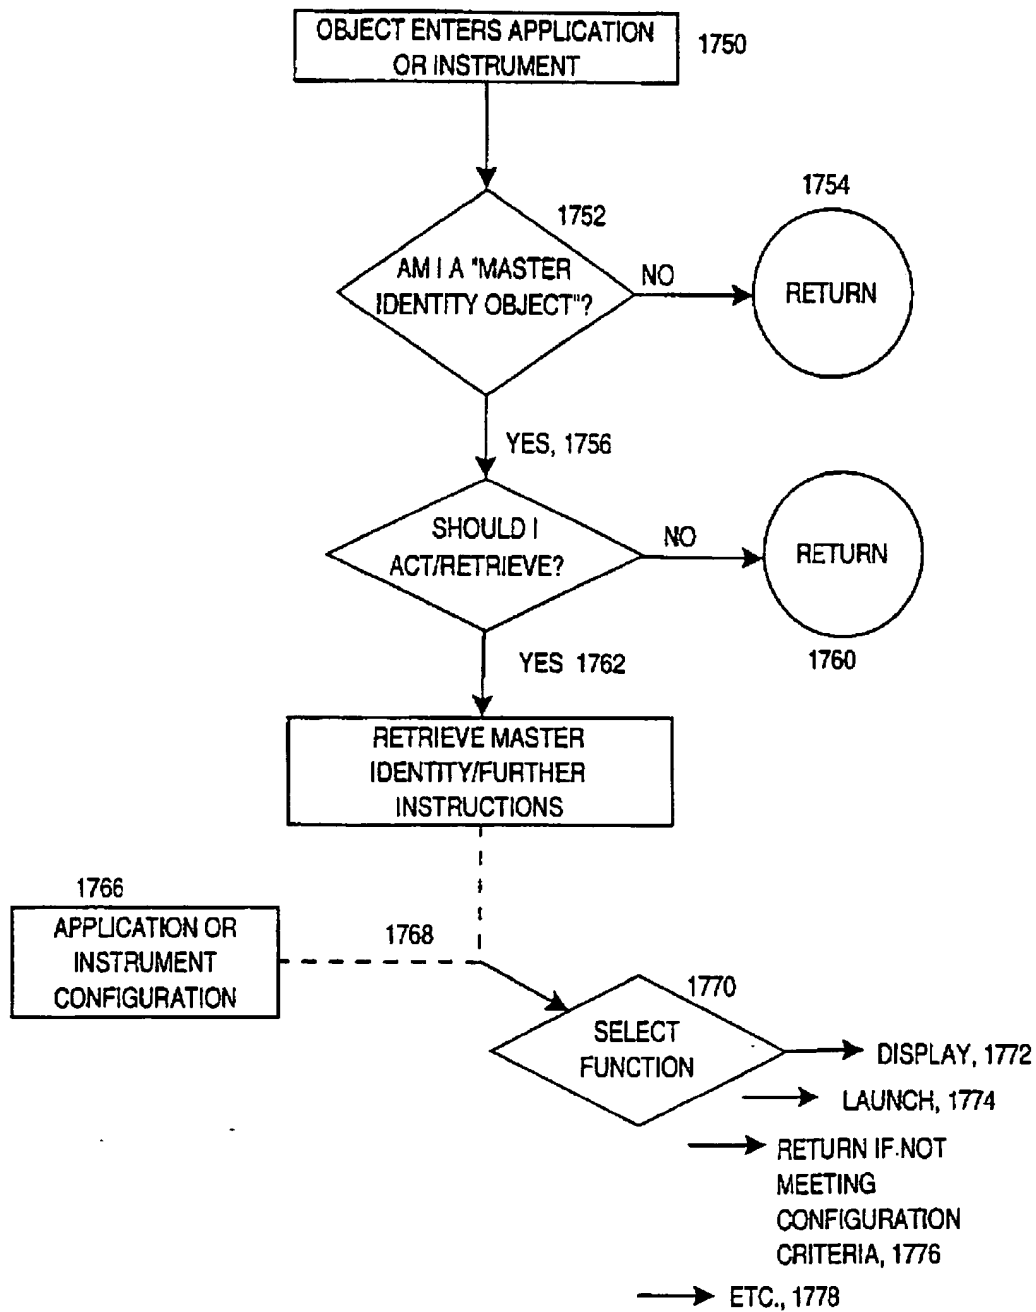 OBJECT ENTERS APPLICATION
OR INSTRUMENT
1750
1754
1752
AM I A "MASTER
IDENTITY OBJECT"?
NO
RETURN
YES, 1756
SHOULD I
ACT/RETRIEVE?
NO
RETURN
1760
YES 1762
RETRIEVE MASTER
IDENTITY/FURTHER
INSTRUCTIONS
1766
APPLICATION OR
INSTRUMENT
CONFIGURATION
1768
1770
SELECT
FUNCTION
DISPLAY, 1772
LAUNCH, 1774
RETURN IF NOT
MEETING
CONFIGURATION
CRITERIA, 1776
ETC., 1778